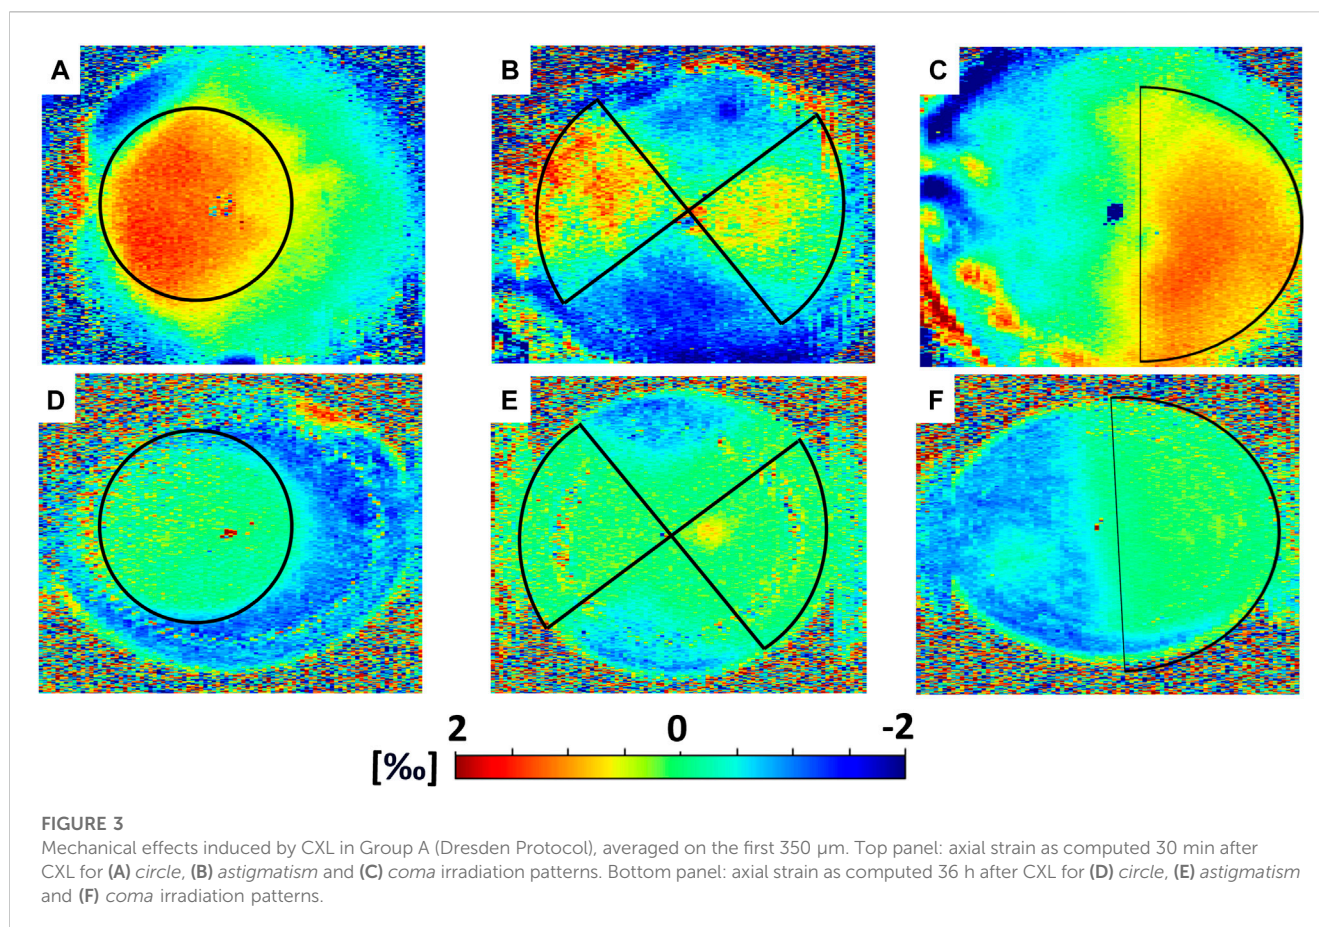 A
B
C
D
E
F
2 0 -2
[‰]
FIGURE 3
Mechanical effects induced by CXL in Group A (Dresden Protocol), averaged on the first 350 µm. Top panel: axial strain as computed 30 min after
CXL for (A) circle, (B) astigmatism and (C) coma irradiation patterns. Bottom panel: axial strain as computed 36 h after CXL for (D) circle, (E) astigmatism
and (F) coma irradiation patterns.